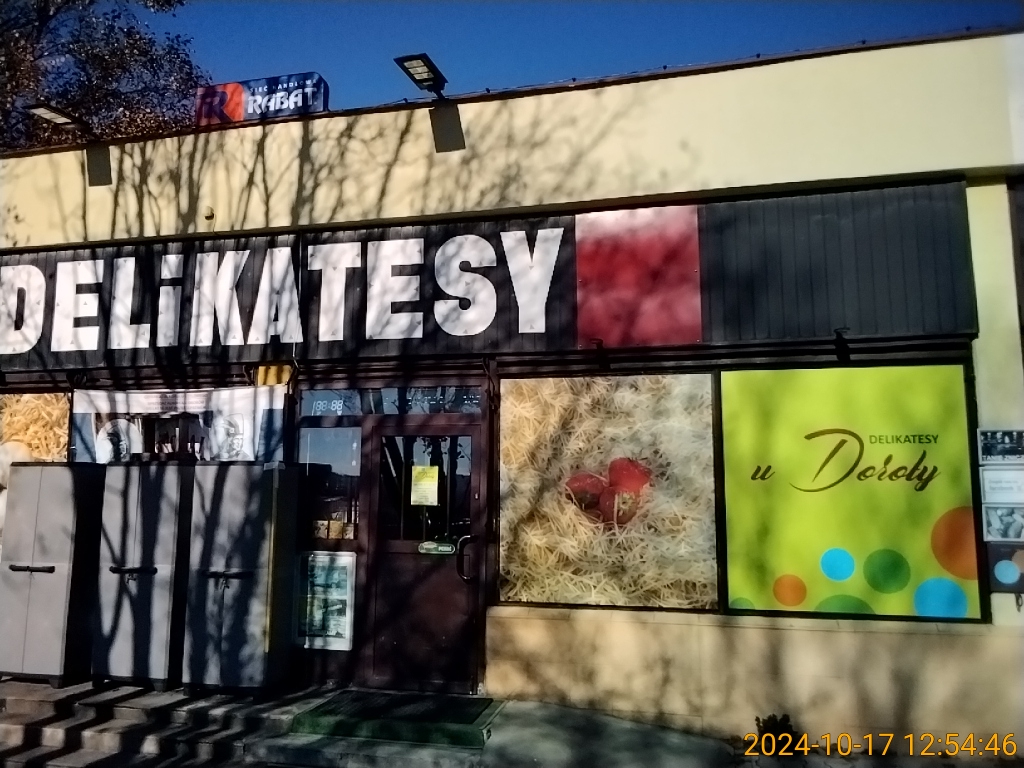 RABAT
DELiKATESY
DELIKATESY
u Doroty
2024-10-17 12:54:46